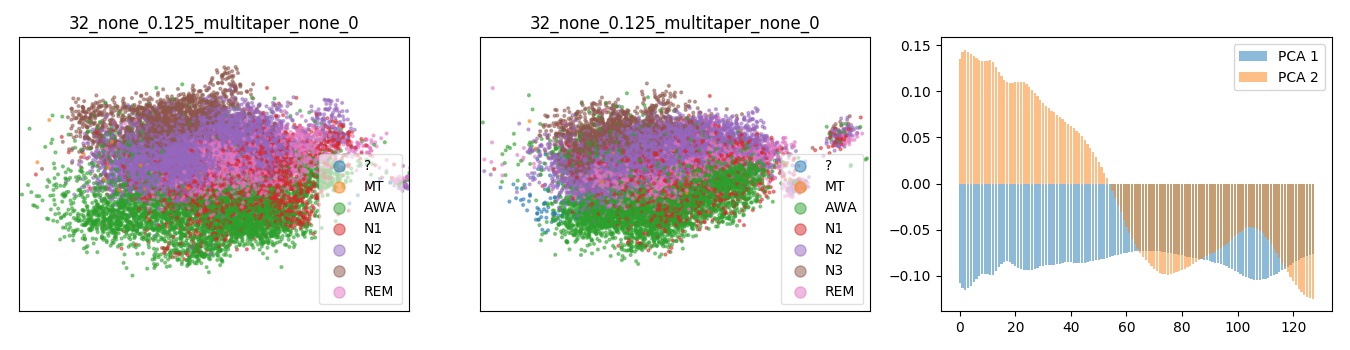 32_none_0.125_multitaper_none_0
?
MT
AWA
N1
N2
N3
REM
32_none_0.125_multitaper_none_0
?
MT
AWA
N1
N2
N3
REM
PCA 1
PCA 2
0.15
0.10
0.05
0.00
−0.05
−0.10
0 20 40 60 80 100 120